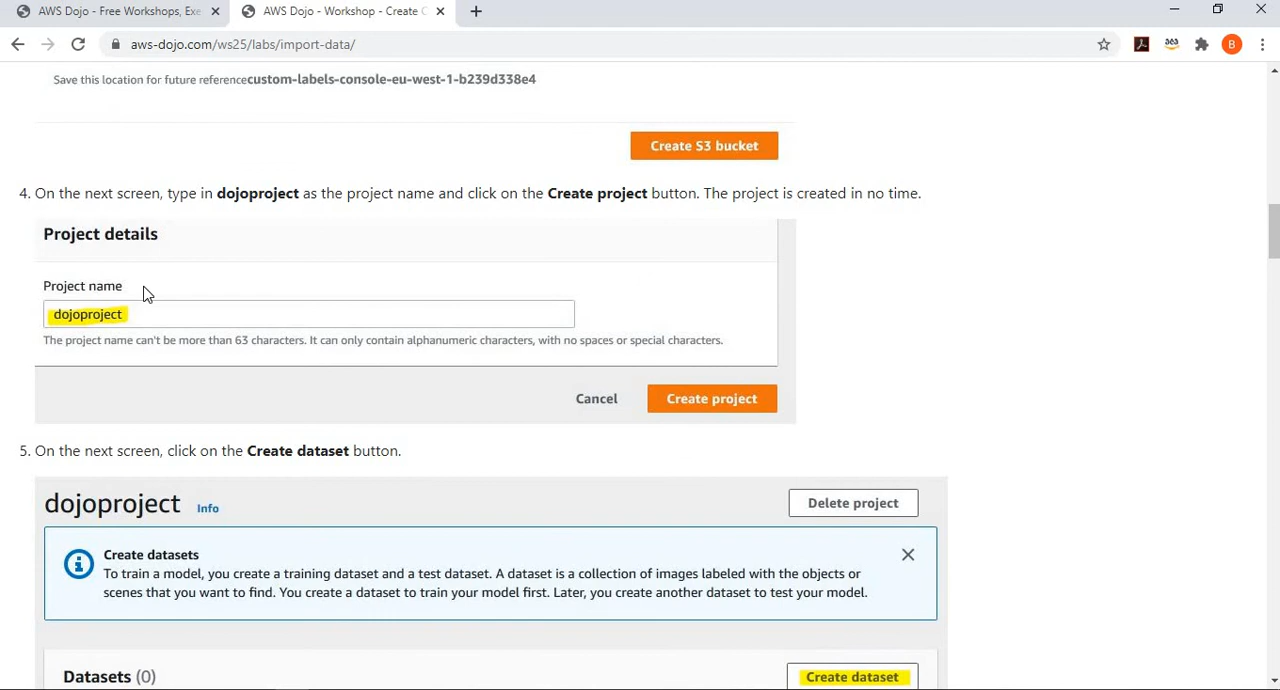 AWS Dojo - Free Workshops, Exe
AWS Dojo - Workshop - Create C
aws-dojo.com/ws25/labs/import-data/
B
Save this location for future referencecustom-labels-console-eu-west-1-b239d338e4
Create S3 bucket
4. On the next screen, type in dojoproject as the project name and click on the Create project button. The project is created in no time.
Project details
Project name
dojoproject
The project name can't be more than 63 characters. It can only contain alphanumeric characters, with no spaces or special characters.
Cancel Create project
5. On the next screen, click on the Create dataset button.
dojoproject Info Delete project
Create datasets
To train a model, you create a training dataset and a test dataset. A dataset is a collection of images labeled with the objects or
scenes that you want to find. You create a dataset to train your model first. Later, you create another dataset to test your model.
Datasets (0) Create dataset